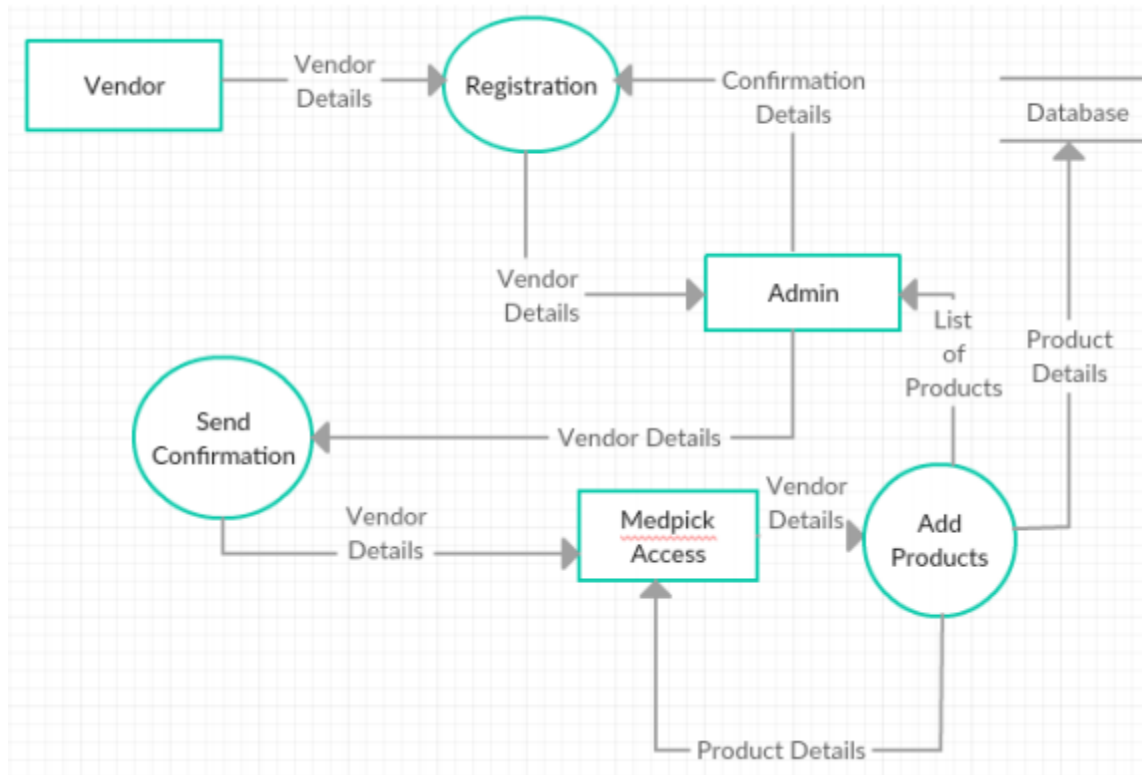 Vendor
Vendor
Details
Registration
Confirmation
Details
Database
Vendor
Details
Admin
List
of
Products
Product
Details
Send
Confirmation
Vendor Details
Vendor
Details
Medpick
Access
Vendor
Details
Add
Products
Product Details